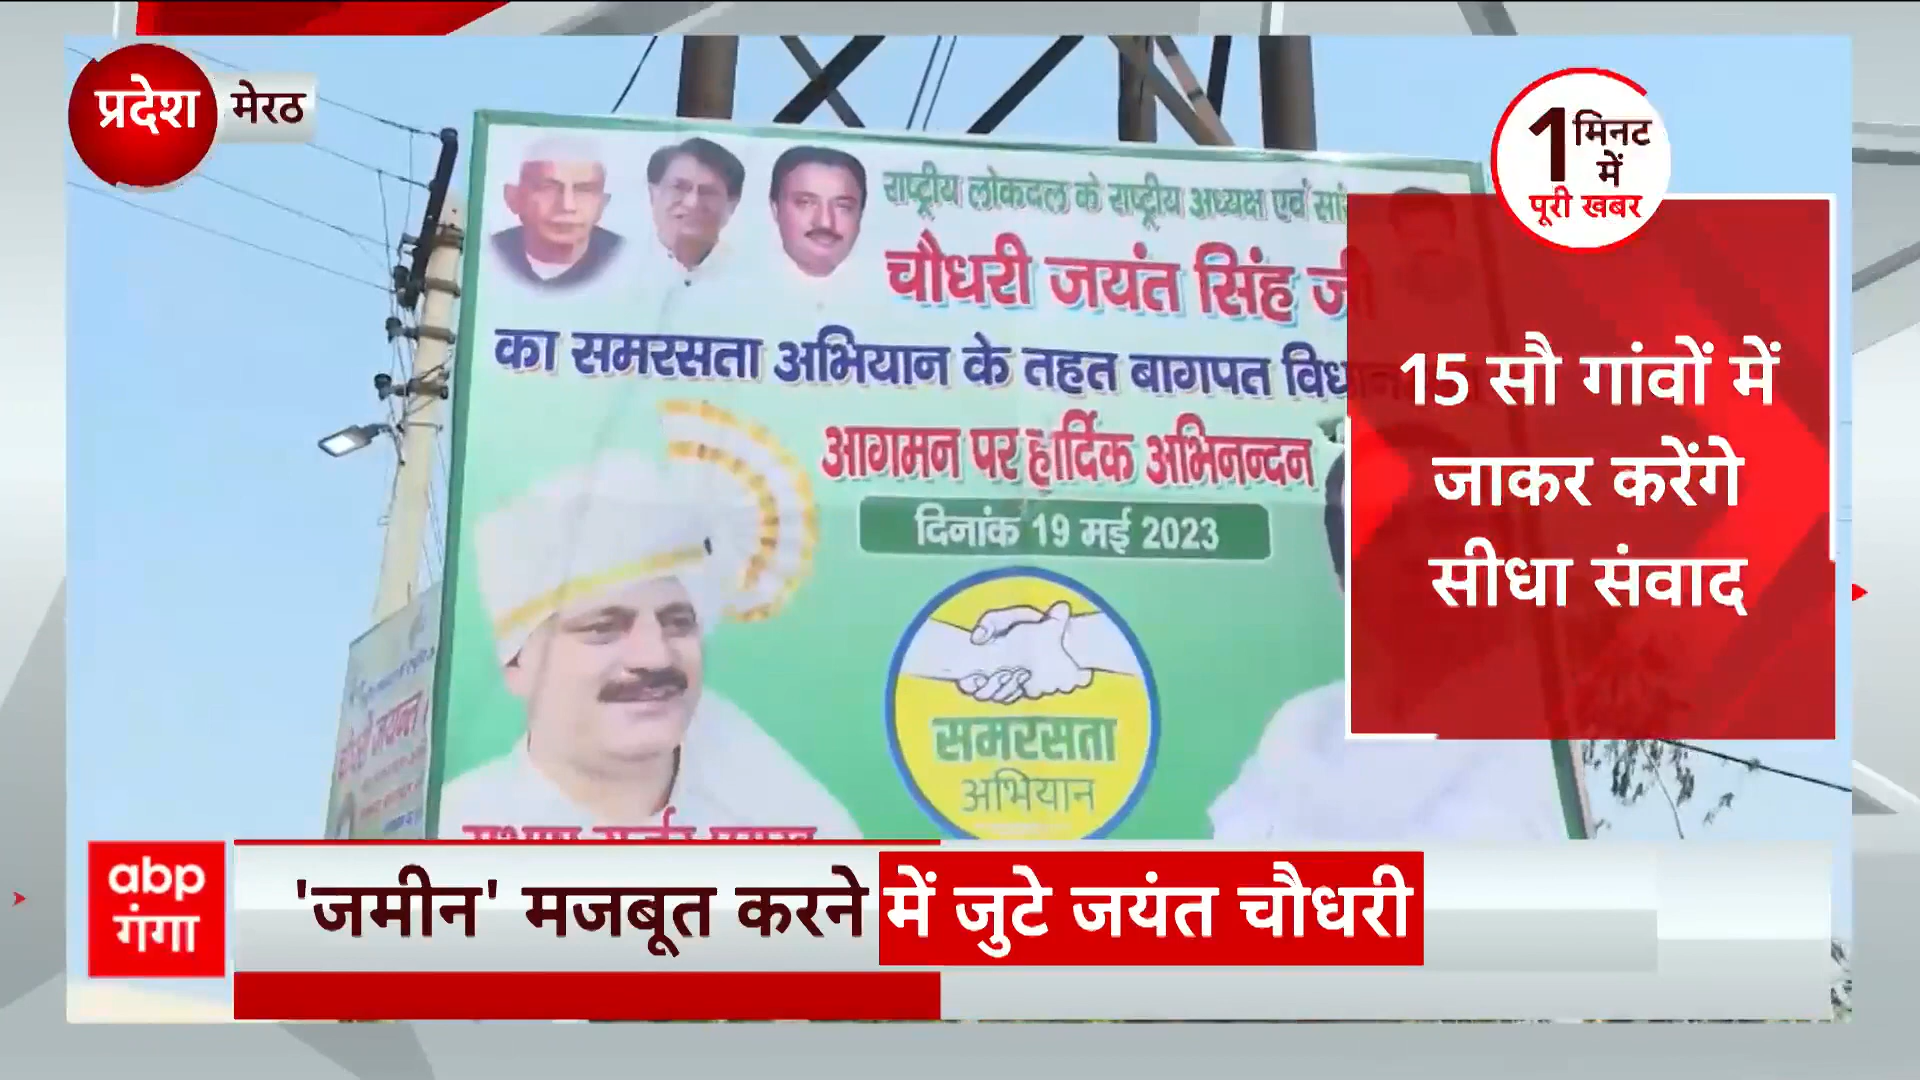 प्रदेश
मेरठ
1 मिनट
में
पूरी खबर
राष्ट्रीय लोकदल के राष्ट्रीय अध्यक्ष एवं
चौधरी जयंत सिंह जी
का समरसता अभियान के तहत बागपत विधान
आगमन पर हार्दिक अभिनन्दन
दिनांक 19 मई 2023
समरसता
अभियान
15 सौ गांवों में
जाकर करेंगे
सीधा संवाद
abp
गंगा
'जमीन' मजबूत करने में जुटे जयंत चौधरी